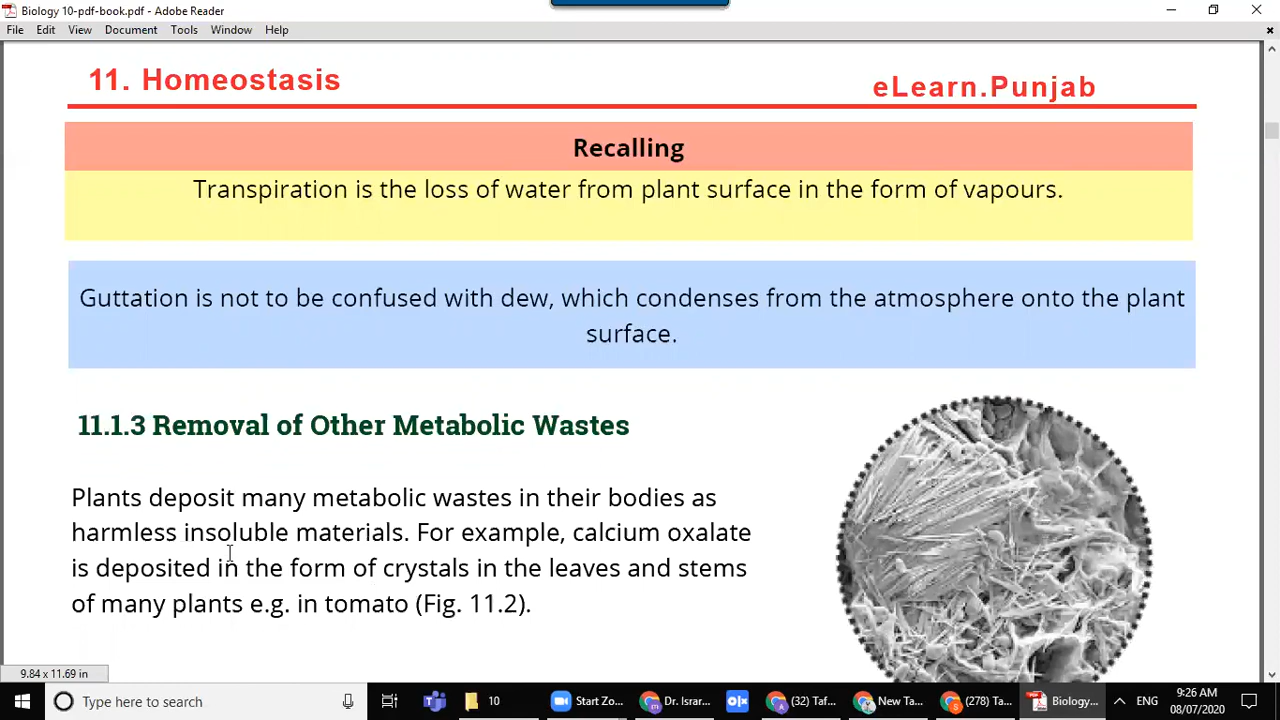 Biology 10-pdf-book.pdf - Adobe Reader
File Edit View Document Tools Window Help
11. Homeostasis
eLearn.Punjab
Recalling
Transpiration is the loss of water from plant surface in the form of vapours.
Guttation is not to be confused with dew, which condenses from the atmosphere onto the plant
surface.
11.1.3 Removal of Other Metabolic Wastes
Plants deposit many metabolic wastes in their bodies as
harmless insoluble materials. For example, calcium oxalate
is deposited in the form of crystals in the leaves and stems
of many plants e.g. in tomato (Fig. 11.2).
9.84 x 11.69 in
Type here to search
10
Start Zo...
Dr. Israr...
(32) Taf...
New Ta...
(278) Ta...
Biology...
ENG
9:26 AM
08/07/2020